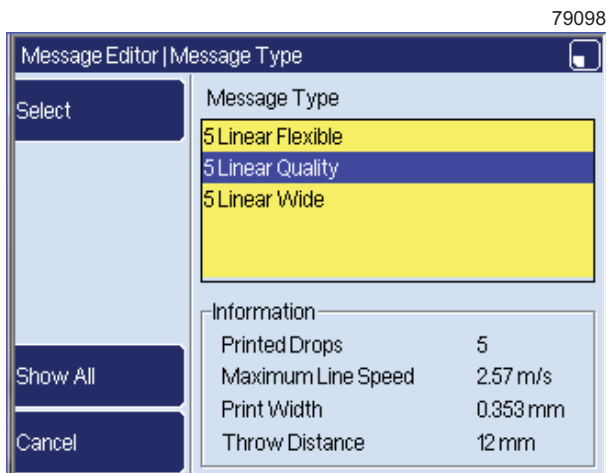 79098
Message Editor | Message Type
Select
Message Type
5 Linear Flexible
5 Linear Quality
5 Linear Wide
Information
Printed Drops 5
Show All
Maximum Line Speed 2.57 m/s
Print Width 0.353 mm
Cancel
Throw Distance 12 mm